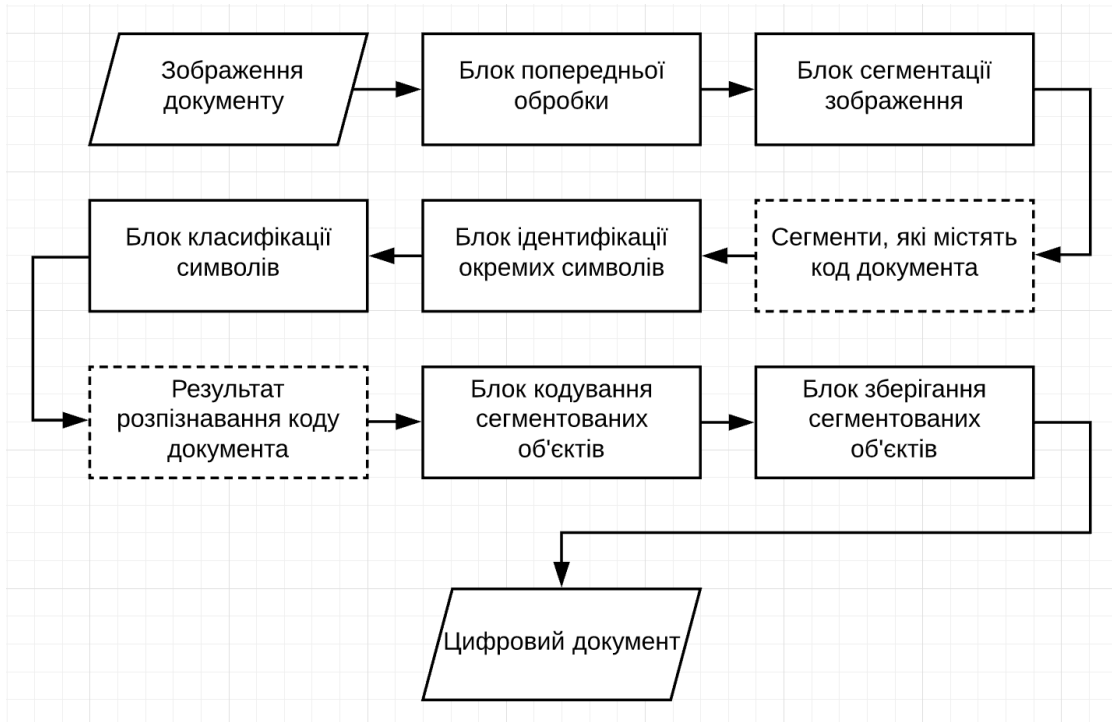 Зображення
документу
Блок попередньої
обробки
Блок сегментації
зображення
Блок класифікації
символів
Блок ідентифікації
окремих символів
Сегменти, які містять
код документа
Результат
розпізнавання коду
документа
Блок кодування
сегментованих
об'єктів
Блок зберігання
сегментованих
об'єктів
Цифровий документ